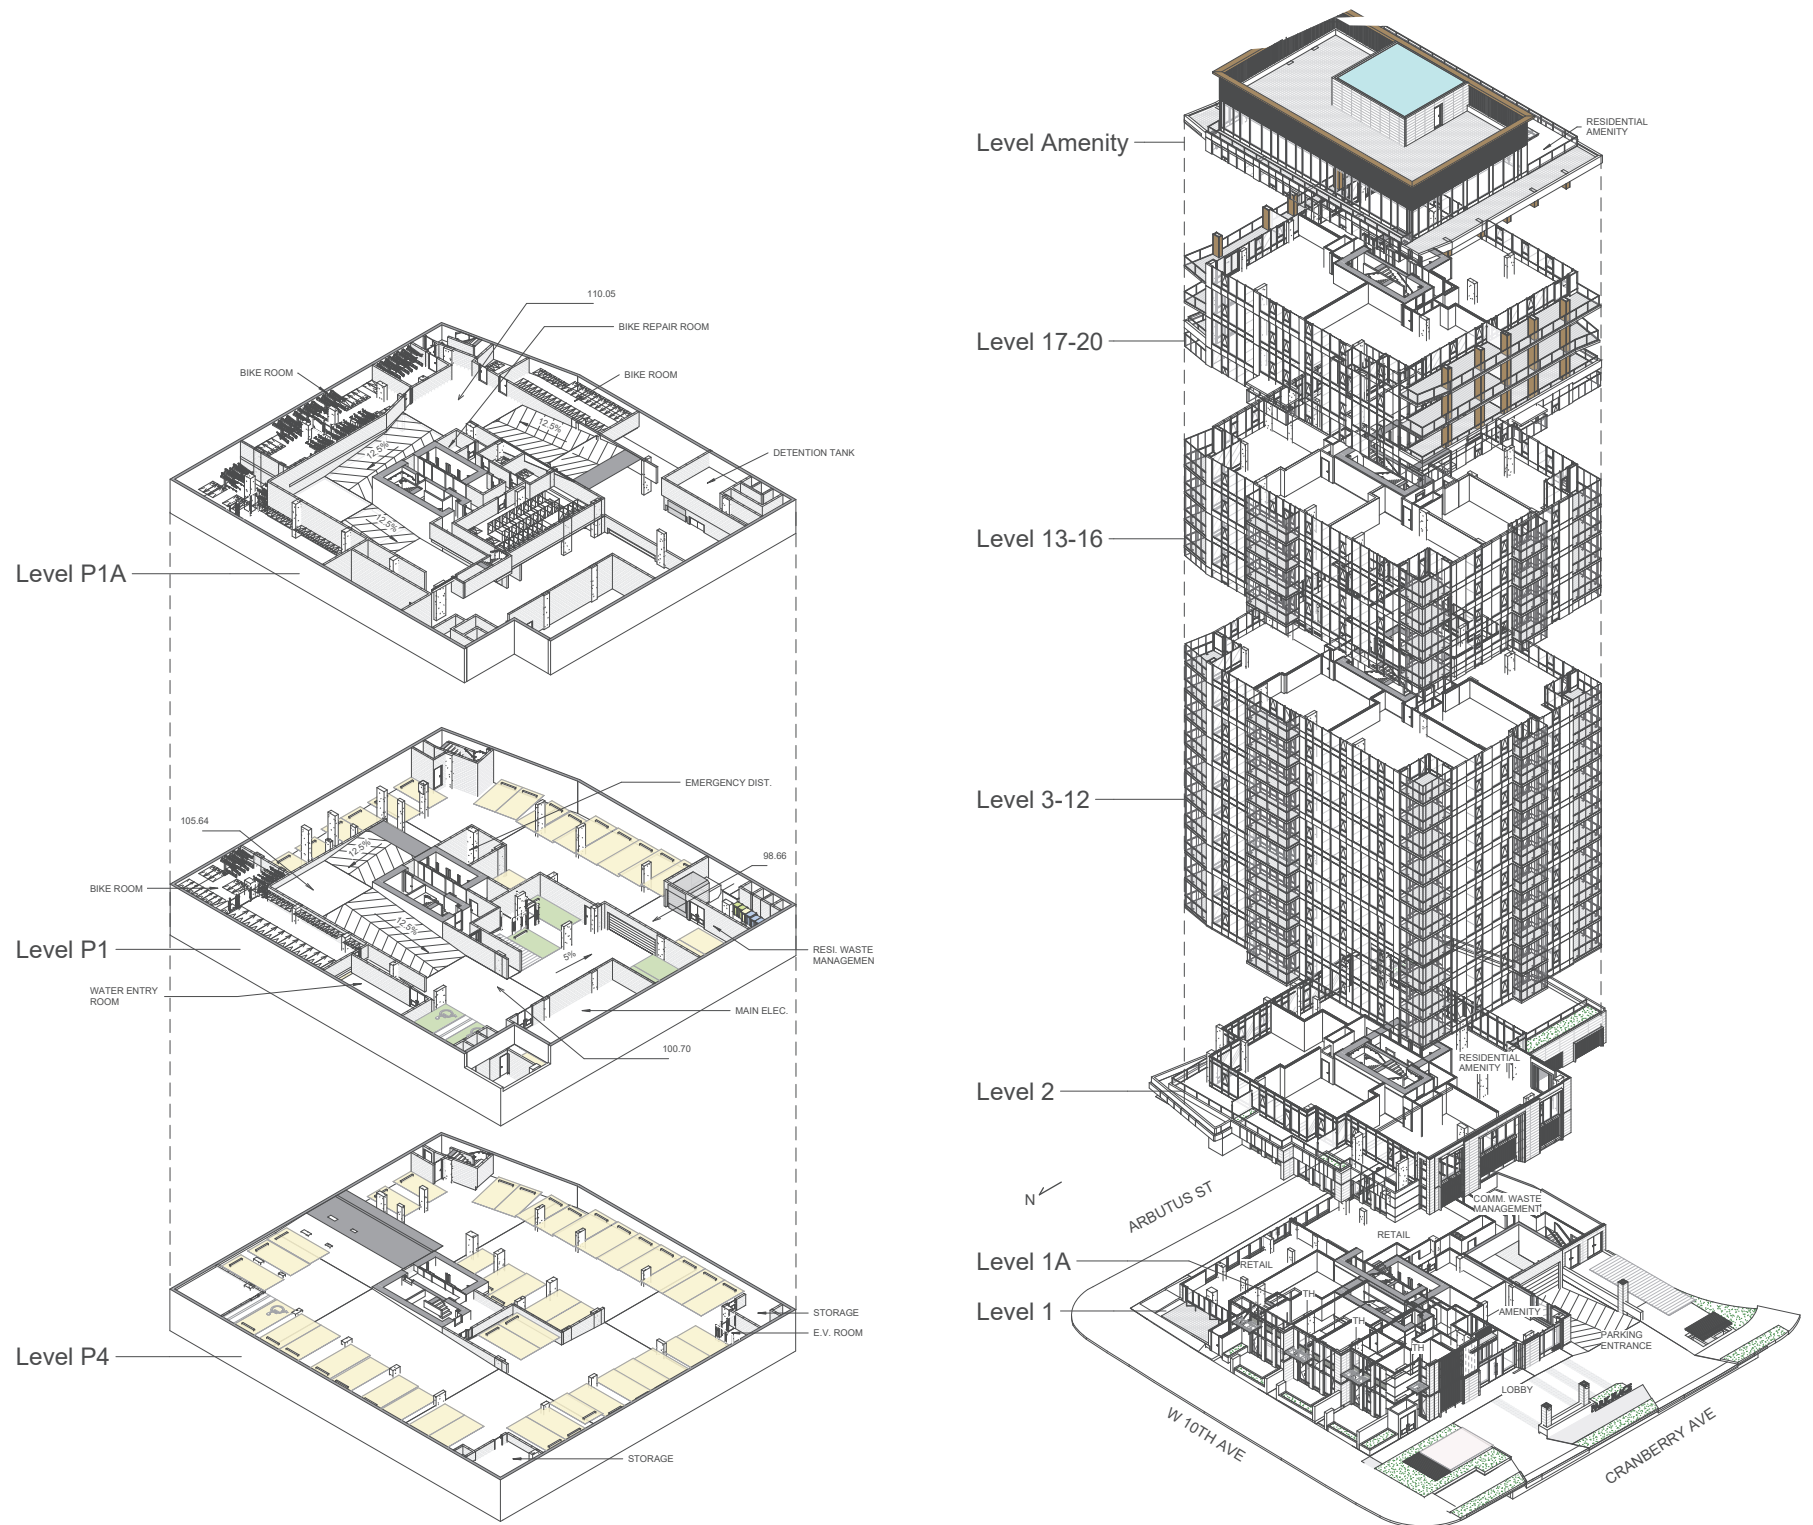 110.05
BIKE REPAIR ROOM
BIKE ROOM
BIKE ROOM
12.5%
12.5%
12.5%
DETENTION TANK
Level P1A
EMERGENCY DIST.
105.64
12.5%
98.66
BIKE ROOM
12.5%
Level P1
5%
RESI. WASTE
MANAGEMEN
WATER ENTRY
ROOM
MAIN ELEC.
100.70
STORAGE
E.V. ROOM
Level P4
STORAGE
Level Amenity
RESIDENTIAL
AMENITY
Level 17-20
Level 13-16
Level 3-12
RESIDENTIAL
AMENITY
Level 2
N
ARBUTUS ST
COMM. WASTE
MANAGEMENT
RETAIL
Level 1A
RETAIL
TH
Level 1
AMENITY
TH
PARKING
ENTRANCE
TH
LOBBY
W 10TH AVE
CRANBERRY AVE